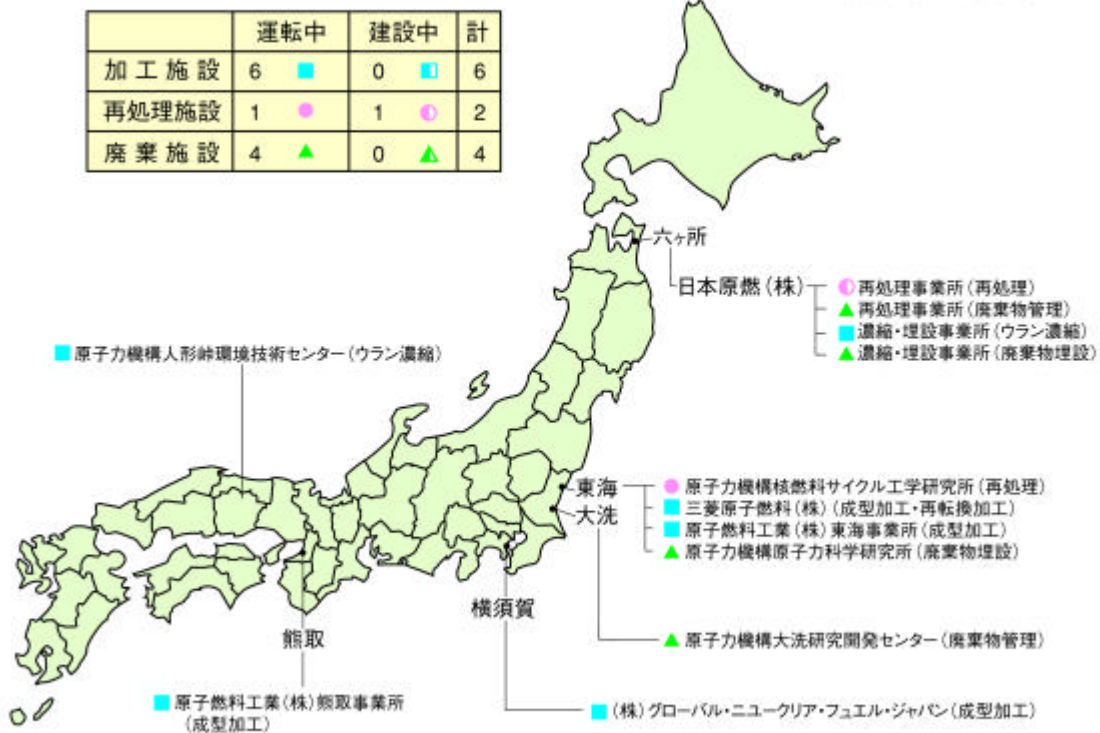 運転中 建設中 計
加工施設 6 ■ 0 ◧ 6
再処理施設 1 ● 1 ◐ 2
廃棄施設 4 ▲ 0 ◭ 4
六ヶ所
日本原燃(株)
再処理事業所(再処理)
▲再処理事業所(廃棄物管理)
■濃縮・埋設事業所(ウラン濃縮)
▲濃縮・埋設事業所(廃棄物埋設)
■原子力機構人形峠環境技術センター(ウラン濃縮)
東海
●原子力機構核燃料サイクル工学研究所(再処理)
■三菱原子燃料(株)(成型加工・再転換加工)
■原子燃料工業(株)東海事業所(成型加工)
▲原子力機構原子力科学研究所(廃棄物埋設)
大洗
▲原子力機構大洗研究開発センター(廃棄物管理)
横須賀
■(株)グローバル・ニュークリア・フュエル・ジャパン(成型加工)
熊取
■原子燃料工業(株)熊取事業所
(成型加工)